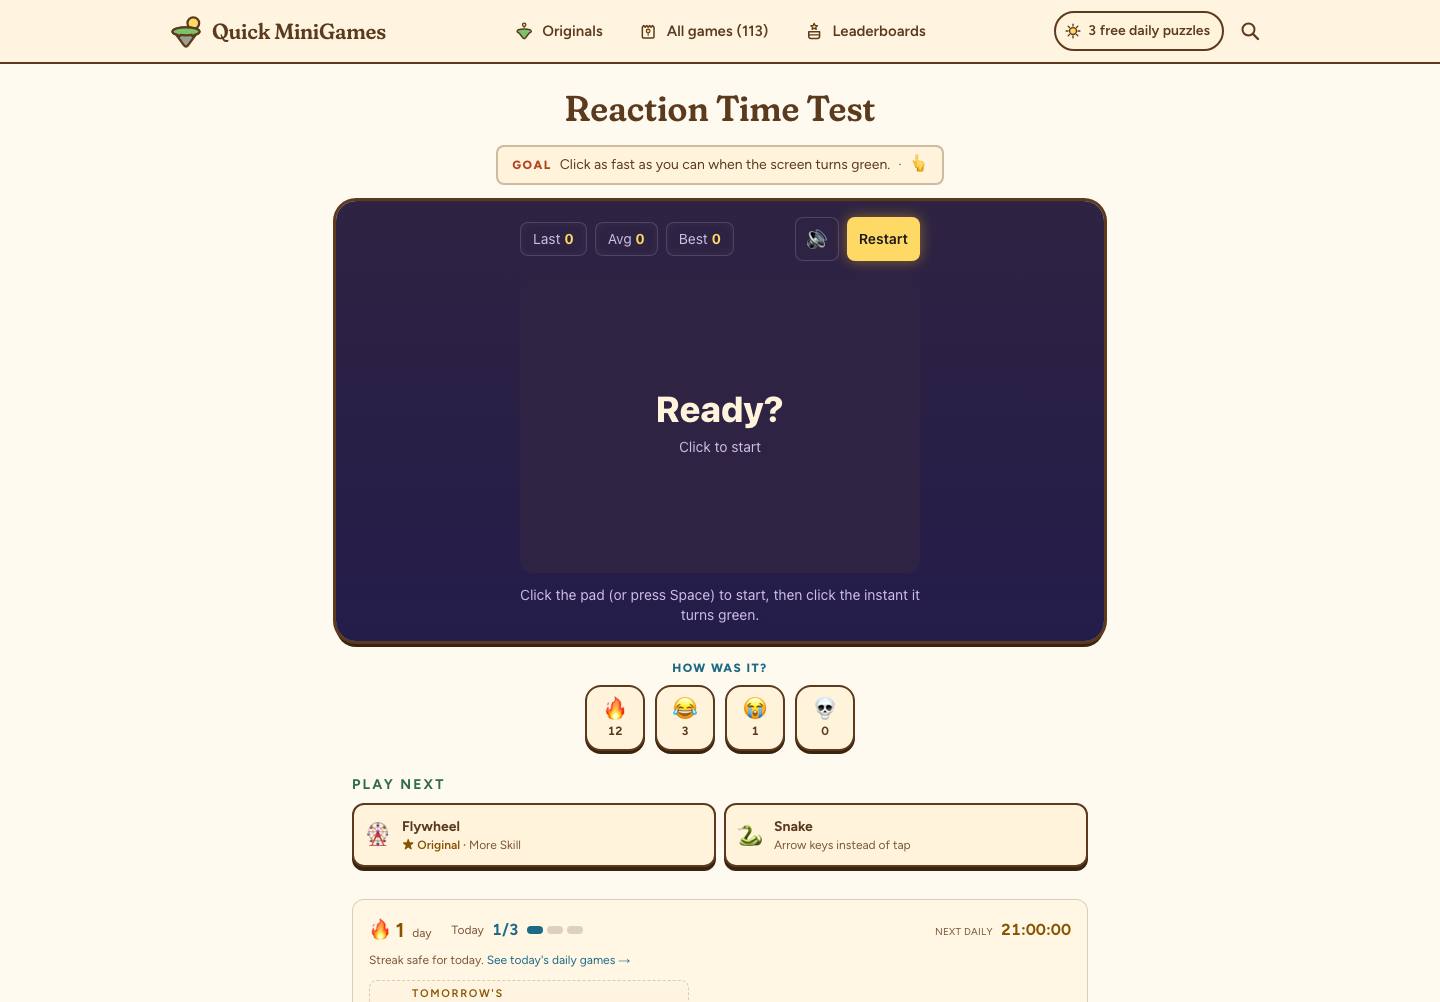 Quick MiniGames
Originals
All games (113)
Leaderboards
3 free daily puzzles
Reaction Time Test
GOAL Click as fast as you can when the screen turns green. ·
Last 0
Avg 0
Best 0
Restart
Ready?
Click to start
Click the pad (or press Space) to start, then click the instant it
turns green.
HOW WAS IT?
12
3
1
0
PLAY NEXT
Flywheel
Original · More Skill
Snake
Arrow keys instead of tap
1 day
Today 1/3
NEXT DAILY 21:00:00
Streak safe for today. See today's daily games →
TOMORROW'S